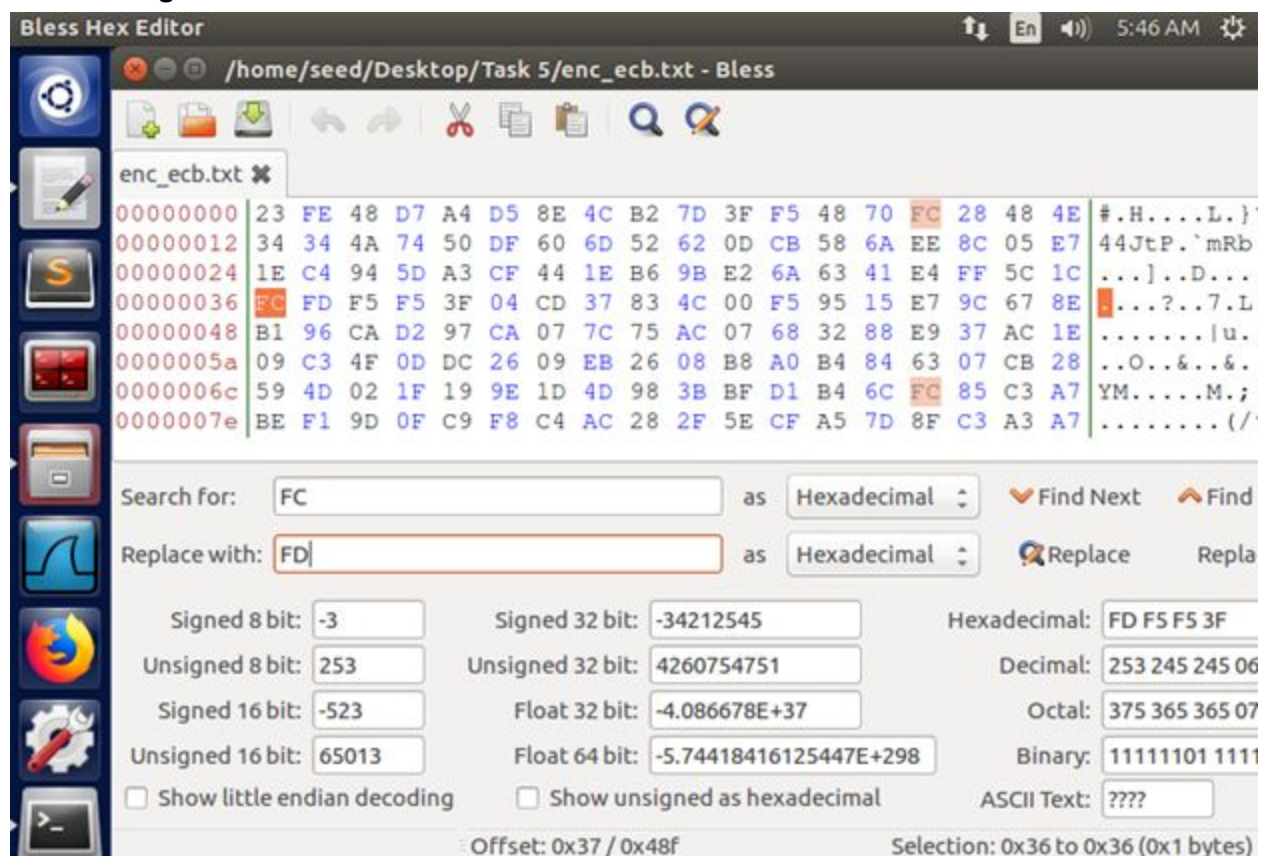 Bless Hex Editor En 5:46 AM
/home/seed/Desktop/Task 5/enc_ecb.txt - Bless
enc_ecb.txt
00000000 23 FE 48 D7 A4 D5 8E 4C B2 7D 3F F5 48 70 FC 28 48 4E #.H....L.}
00000012 34 34 4A 74 50 DF 60 6D 52 62 0D CB 58 6A EE 8C 05 E7 44JtP.`mRb
00000024 1E C4 94 5D A3 CF 44 1E B6 9B E2 6A 63 41 E4 FF 5C 1C ...]..D...
00000036 FC FD F5 F5 3F 04 CD 37 83 4C 00 F5 95 15 E7 9C 67 8E ....?..7.L
00000048 B1 96 CA D2 97 CA 07 7C 75 AC 07 68 32 88 E9 37 AC 1E .......|u.
0000005a 09 C3 4F 0D DC 26 09 EB 26 08 B8 A0 B4 84 63 07 CB 28 ..O..&..&.
0000006c 59 4D 02 1F 19 9E 1D 4D 98 3B BF D1 B4 6C FC 85 C3 A7 YM.....M.;
0000007e BE F1 9D 0F C9 F8 C4 AC 28 2F 5E CF A5 7D 8F C3 A3 A7 ........(/
Search for: FC as Hexadecimal Find Next Find
Replace with: FD as Hexadecimal Replace Repla
Signed 8 bit: -3 Signed 32 bit: -34212545 Hexadecimal: FD F5 F5 3F
Unsigned 8 bit: 253 Unsigned 32 bit: 4260754751 Decimal: 253 245 245 06
Signed 16 bit: -523 Float 32 bit: -4.086678E+37 Octal: 375 365 365 07
Unsigned 16 bit: 65013 Float 64 bit: -5.74418416125447E+298 Binary: 11111101 1111
Show little endian decoding Show unsigned as hexadecimal ASCII Text: ????
Offset: 0x37 / 0x48f Selection: 0x36 to 0x36 (0x1 bytes)